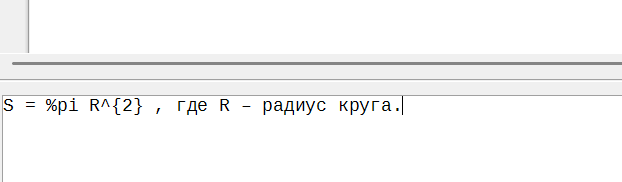 S = %pi R^{2} , где R – радиус круга.